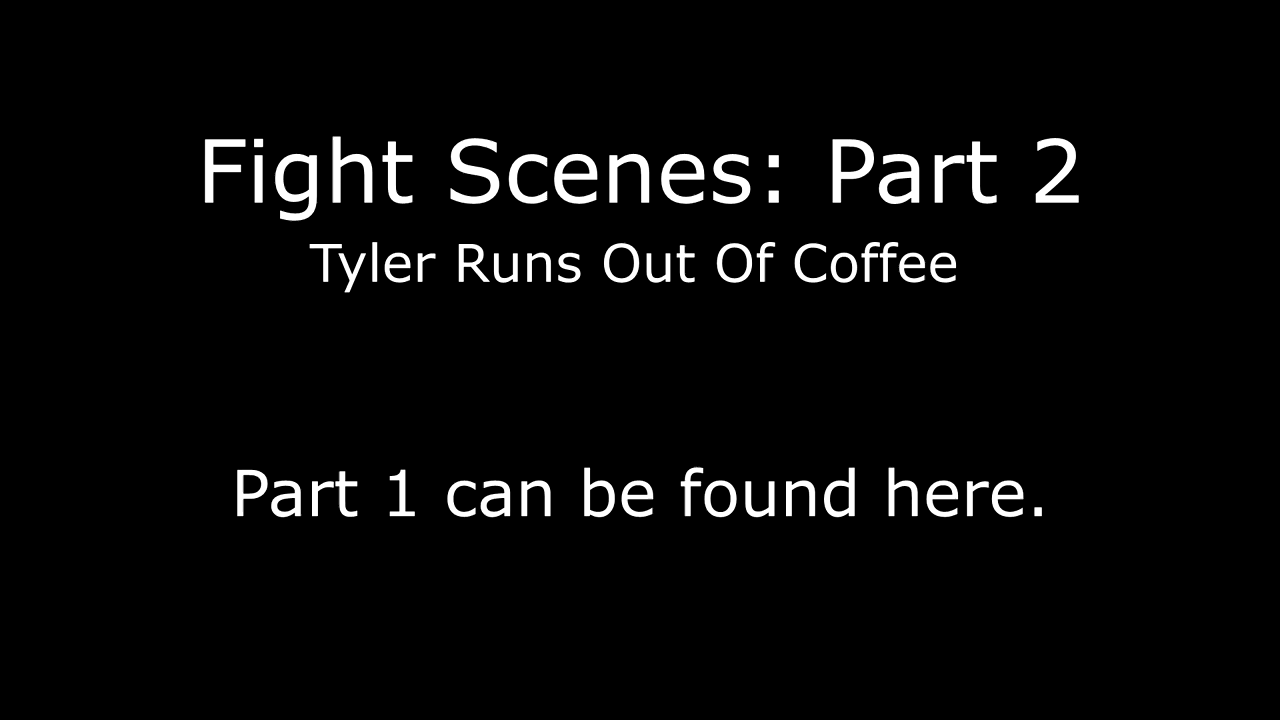 Fight Scenes: Part 2
Tyler Runs Out Of Coffee
Part 1 can be found here.